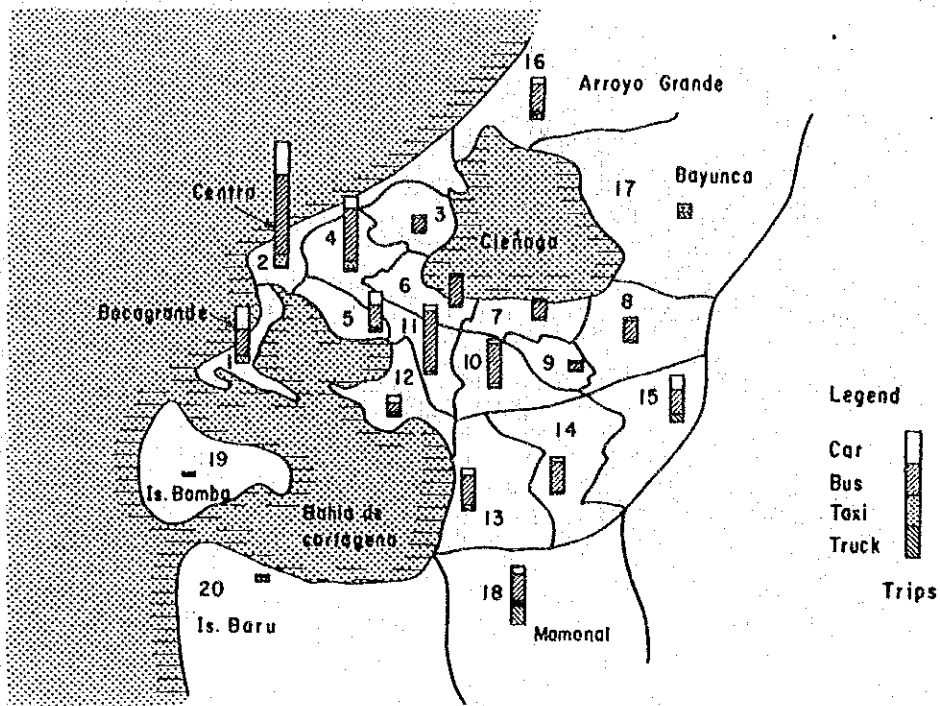 16
Arroyo Grande
17
Bayunca
Centro
3
4
Cieñaga
2
6
Bocagrande
5
11
7
8
1
12
10
9
15
Legend
14
Car
19
Bus
Is. Bomba
Bahia de
cartagena
13
Taxi
Truck
20
18
Trips
Is. Baru
Mamonal